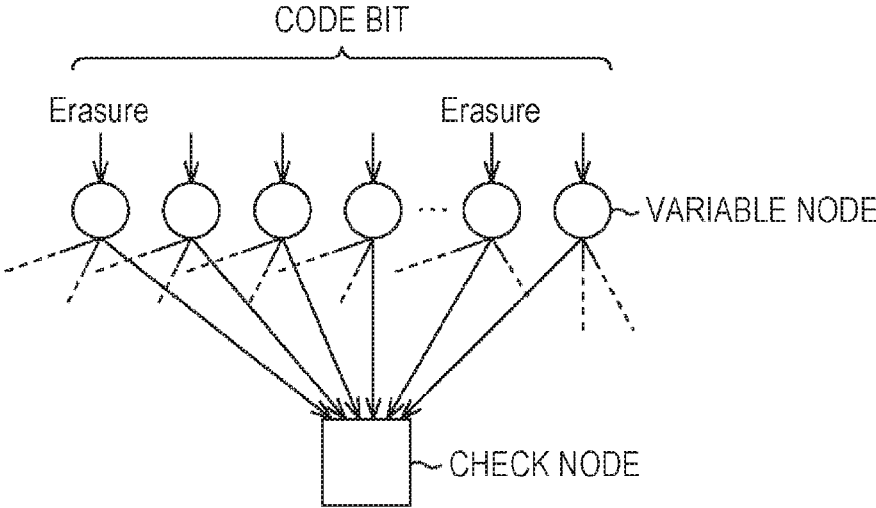 CODE BIT
Erasure
Erasure
...
VARIABLE NODE
CHECK NODE